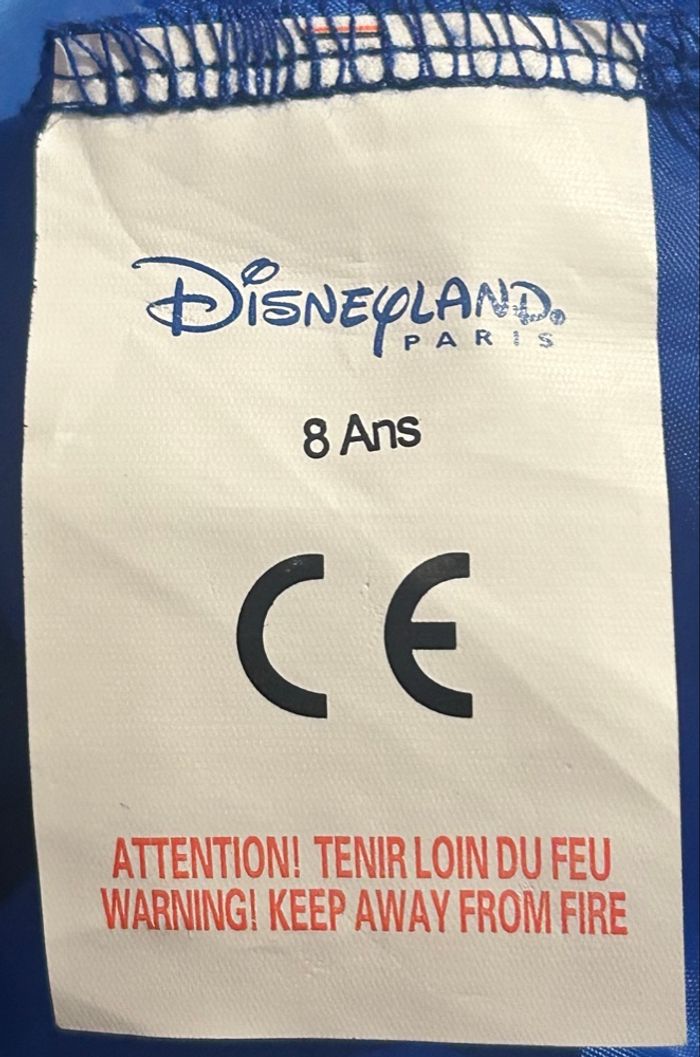 DISNEYLAND.
PARIS
8 Ans
CE
ATTENTION! TENIR LOIN DU FEU
WARNING! KEEP AWAY FROM FIRE